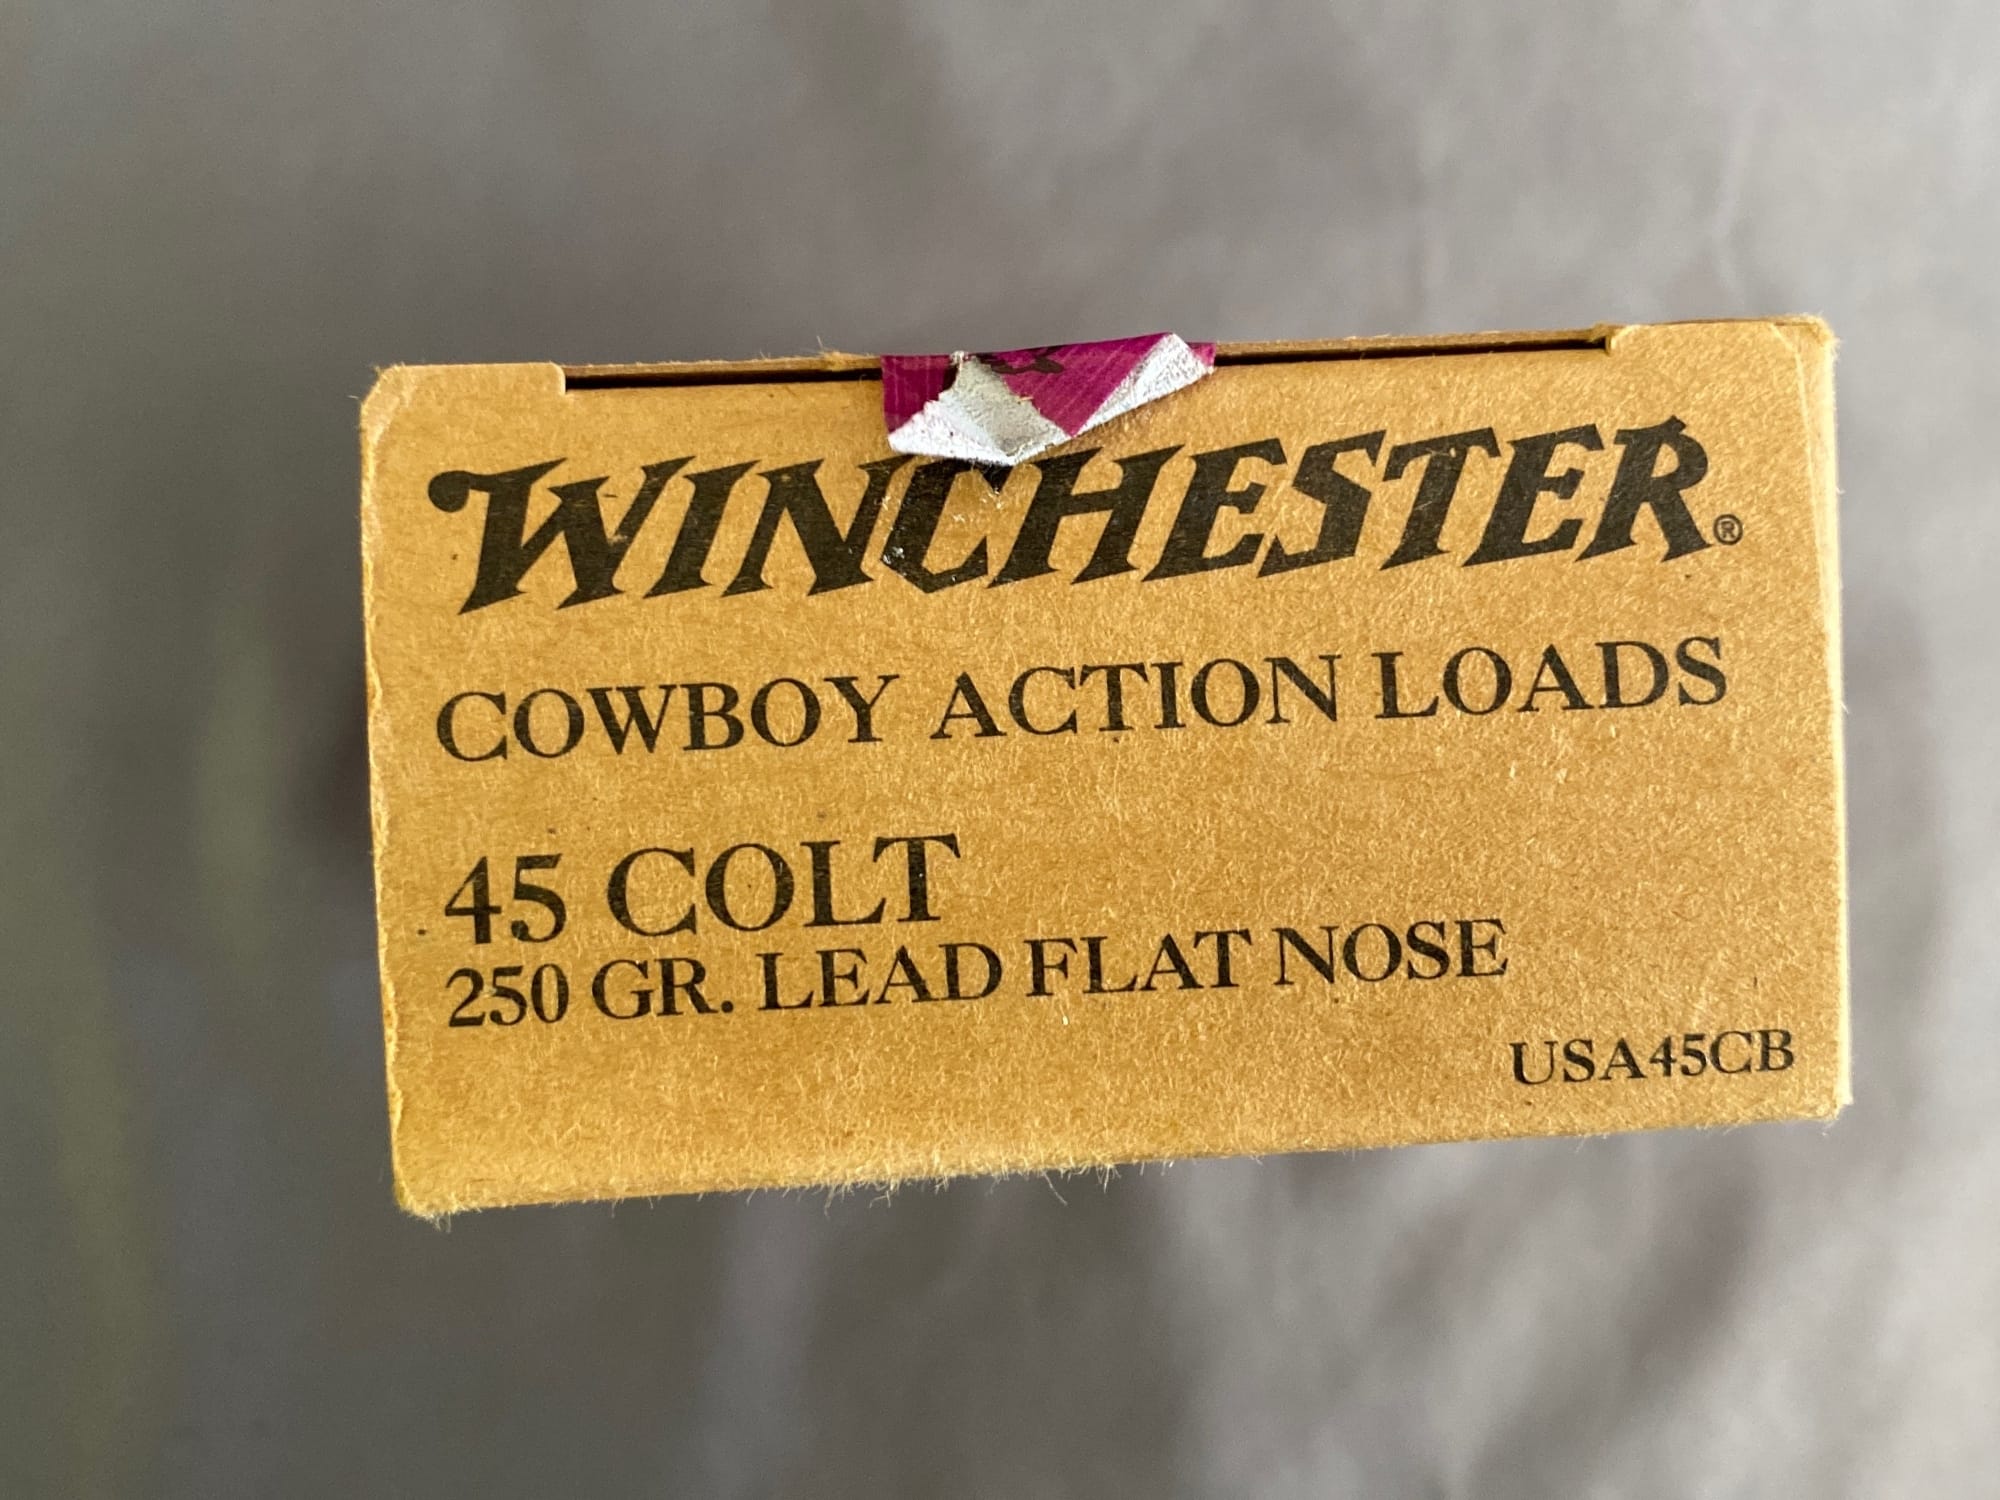 WINCHESTER®
COWBOY ACTION LOADS
45 COLT
250 GR. LEAD FLAT NOSE
USA45CB